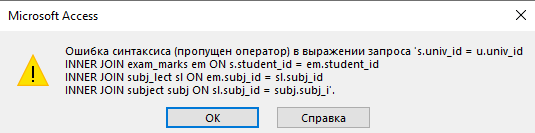 Microsoft Access
Ошибка синтаксиса (пропущен оператор) в выражении запроса 's.univ_id = u.univ_id
INNER JOIN exam_marks em ON s.student_id = em.student_id
INNER JOIN subj_lect sl ON em.subj_id = sl.subj_id
INNER JOIN subject subj ON sl.subj_id = subj.subj_i'.
OK
Справка